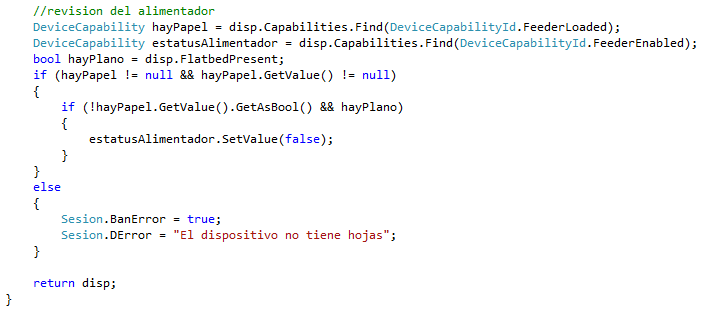 //revision del alimentador
DeviceCapability hayPapel = disp.Capabilities.Find(DeviceCapabilityId.FeederLoaded);
DeviceCapability estatusAlimentador = disp.Capabilities.Find(DeviceCapabilityId.FeederEnabled);
bool hayPlano = disp.FlatbedPresent;
if (hayPapel != null && hayPapel.GetValue() != null)
{
if (!hayPapel.GetValue().GetAsBool() && hayPlano)
{
estatusAlimentador.SetValue(false);
}
}
else
{
Sesion.BanError = true;
Sesion.DError = "El dispositivo no tiene hojas";
}
return disp;
}